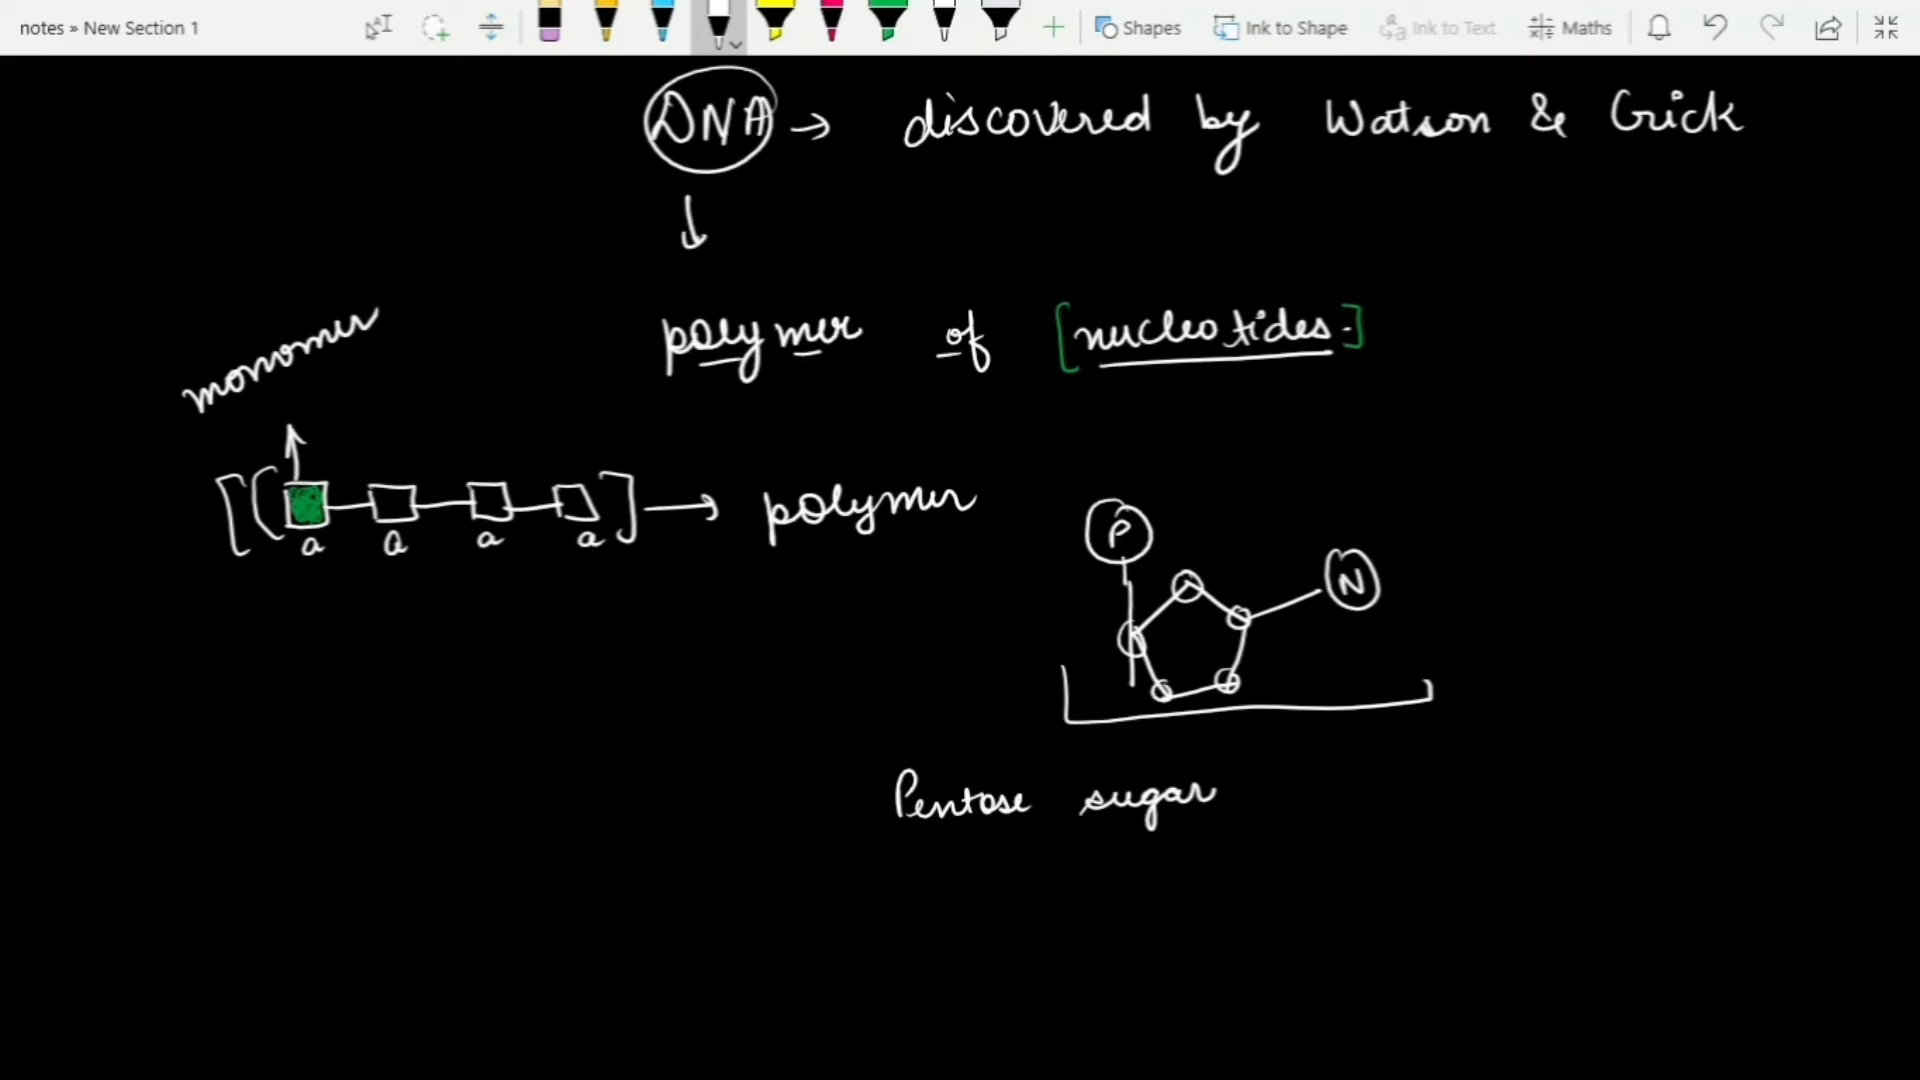 notes » New Section 1 Shapes Ink to Shape Ink to Text Maths
DNA → discovered by Watson & Crick
↓
polymer of [nucleotides.]
monomer
[( a a a a ] → polymer
P
N
Pentose sugar